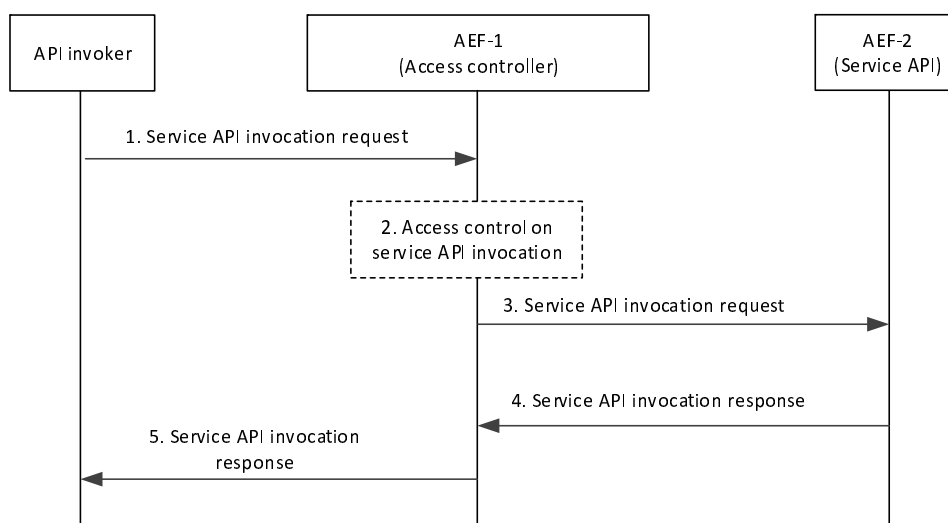 API invoker
AEF-1
(Access controller)
AEF-2
(Service API)
1. Service API invocation request
2. Access control on
service API invocation
3. Service API invocation request
4. Service API invocation response
5. Service API invocation
response